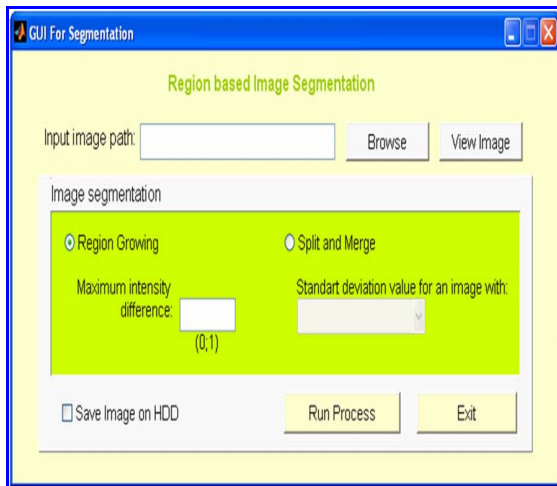 GUI For Segmentation
Region based Image Segmentation
Input image path:
Browse
View Image
Image segmentation
Region Growing
Split and Merge
Maximum intensity
difference:
(0;1)
Standart deviation value for an image with:
Save Image on HDD
Run Process
Exit